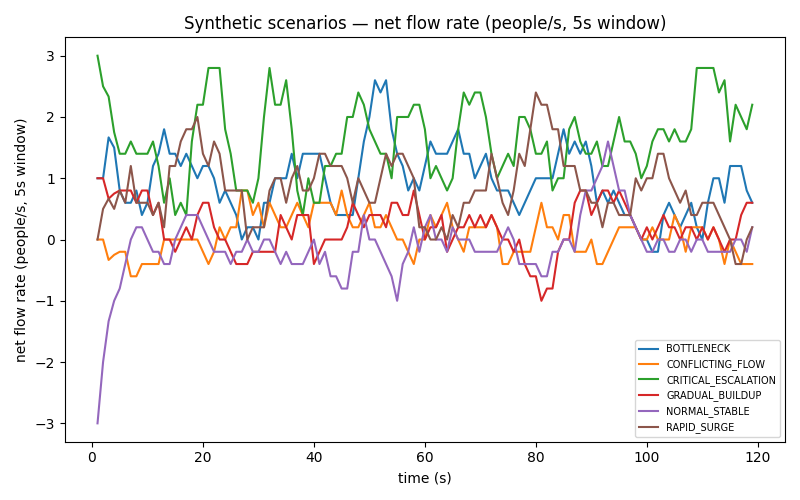 Synthetic scenarios — net flow rate (people/s, 5s window)
net flow rate (people/s, 5s window)
3
2
1
0
−1
−2
−3
0
20
40
60
80
100
120
time (s)
BOTTLENECK
CONFLICTING_FLOW
CRITICAL_ESCALATION
GRADUAL_BUILDUP
NORMAL_STABLE
RAPID_SURGE